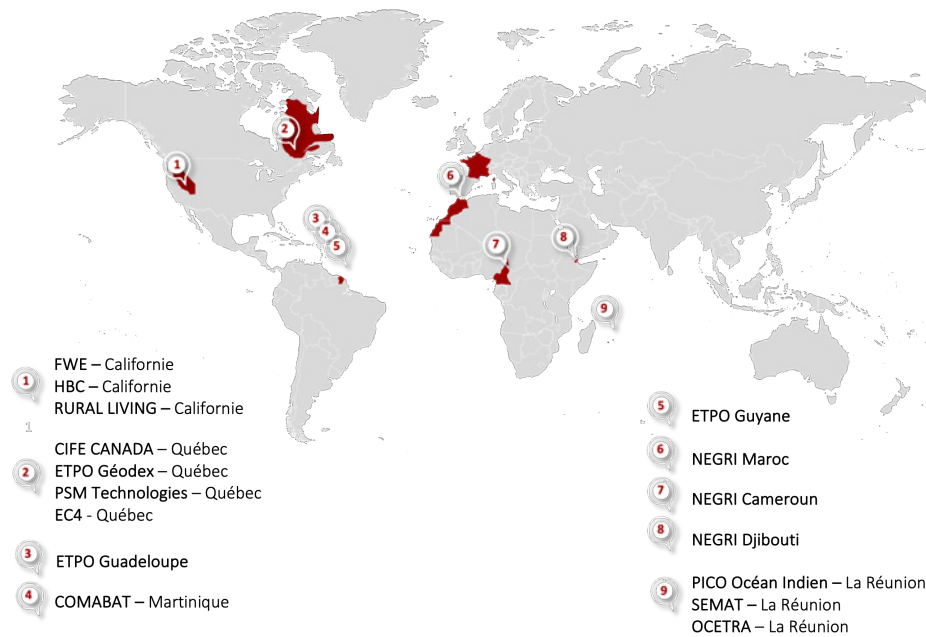 1
2
3
4
5
6
7
8
9
1
FWE – Californie
HBC – Californie
RURAL LIVING – Californie
1
2
CIFE CANADA – Québec
ETPO Géodex – Québec
PSM Technologies – Québec
EC4 - Québec
3
ETPO Guadeloupe
4
COMABAT – Martinique
5
ETPO Guyane
6
NEGRI Maroc
7
NEGRI Cameroun
8
NEGRI Djibouti
9
PICO Océan Indien – La Réunion
SEMAT – La Réunion
OCETRA – La Réunion